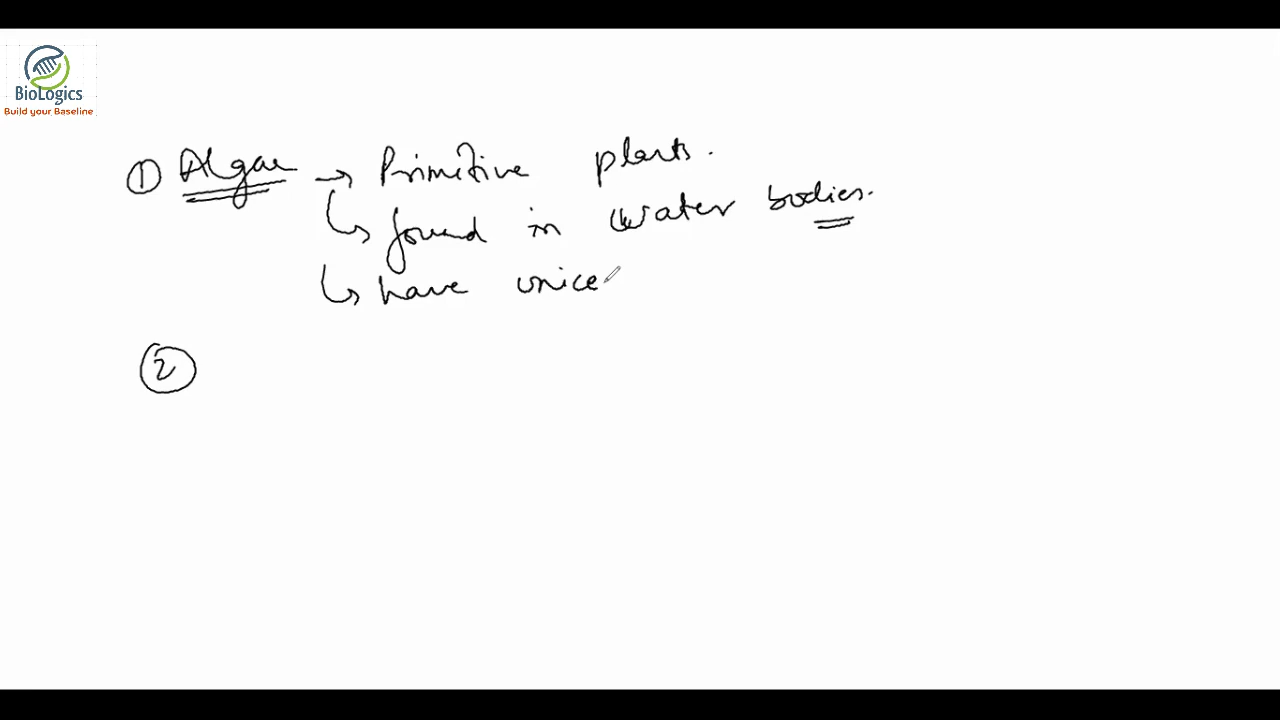 BioLogics
Build your Baseline
① Algae → Primitive plants.
↳ found in water bodies.
↳ have unice
②